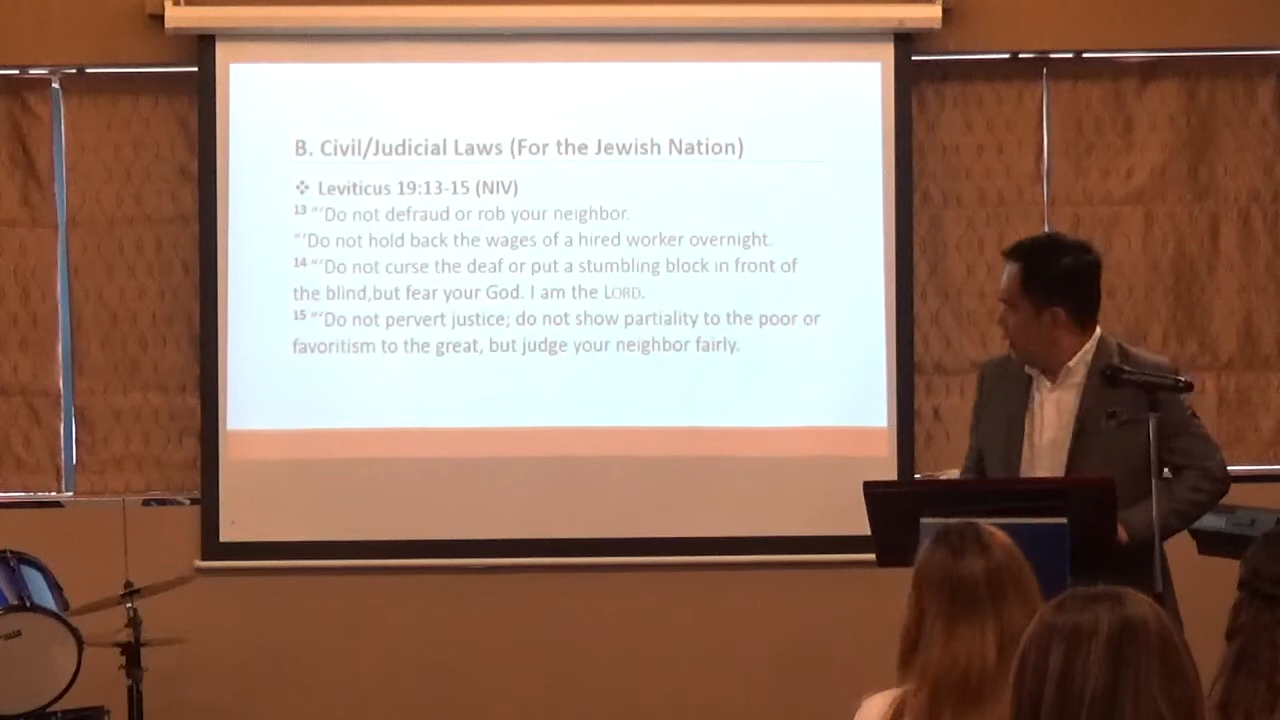 B. Civil/Judicial Laws (For the Jewish Nation)
❖ Leviticus 19:13-15 (NIV)
13 "'Do not defraud or rob your neighbor.
"'Do not hold back the wages of a hired worker overnight.
14 "'Do not curse the deaf or put a stumbling block in front of
the blind,but fear your God. I am the LORD.
15 "'Do not pervert justice; do not show partiality to the poor or
favoritism to the great, but judge your neighbor fairly.